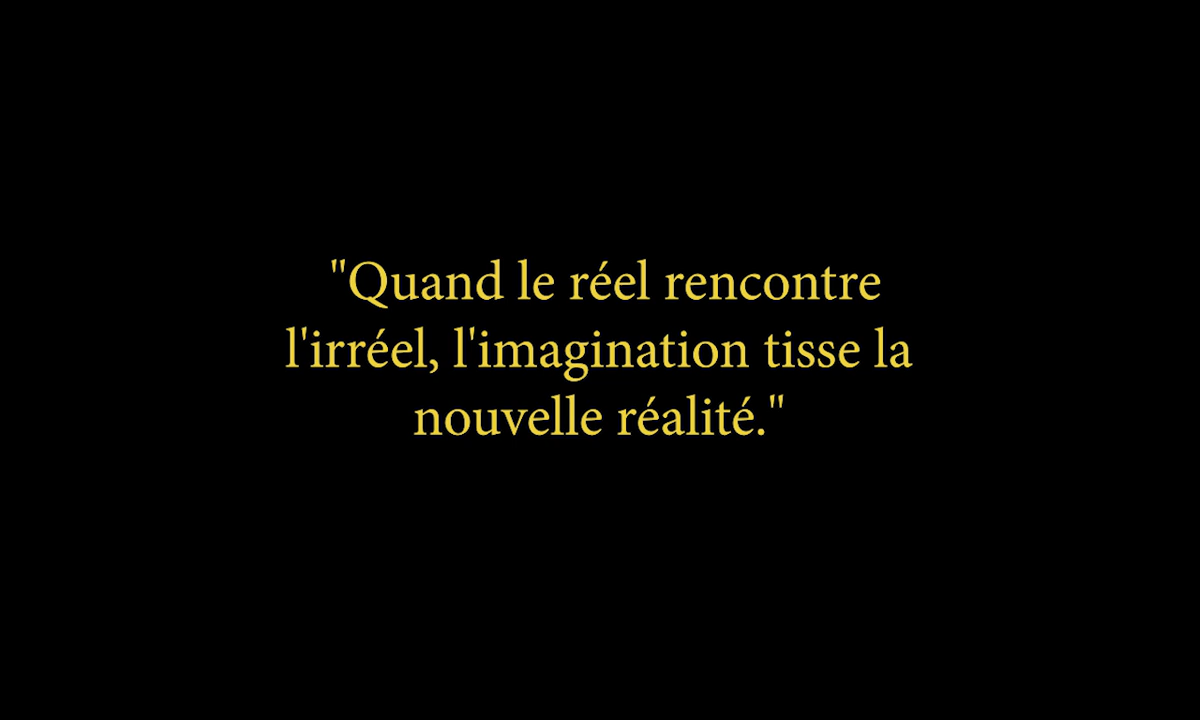 "Quand le réel rencontre
l'irréel, l'imagination tisse la
nouvelle réalité."